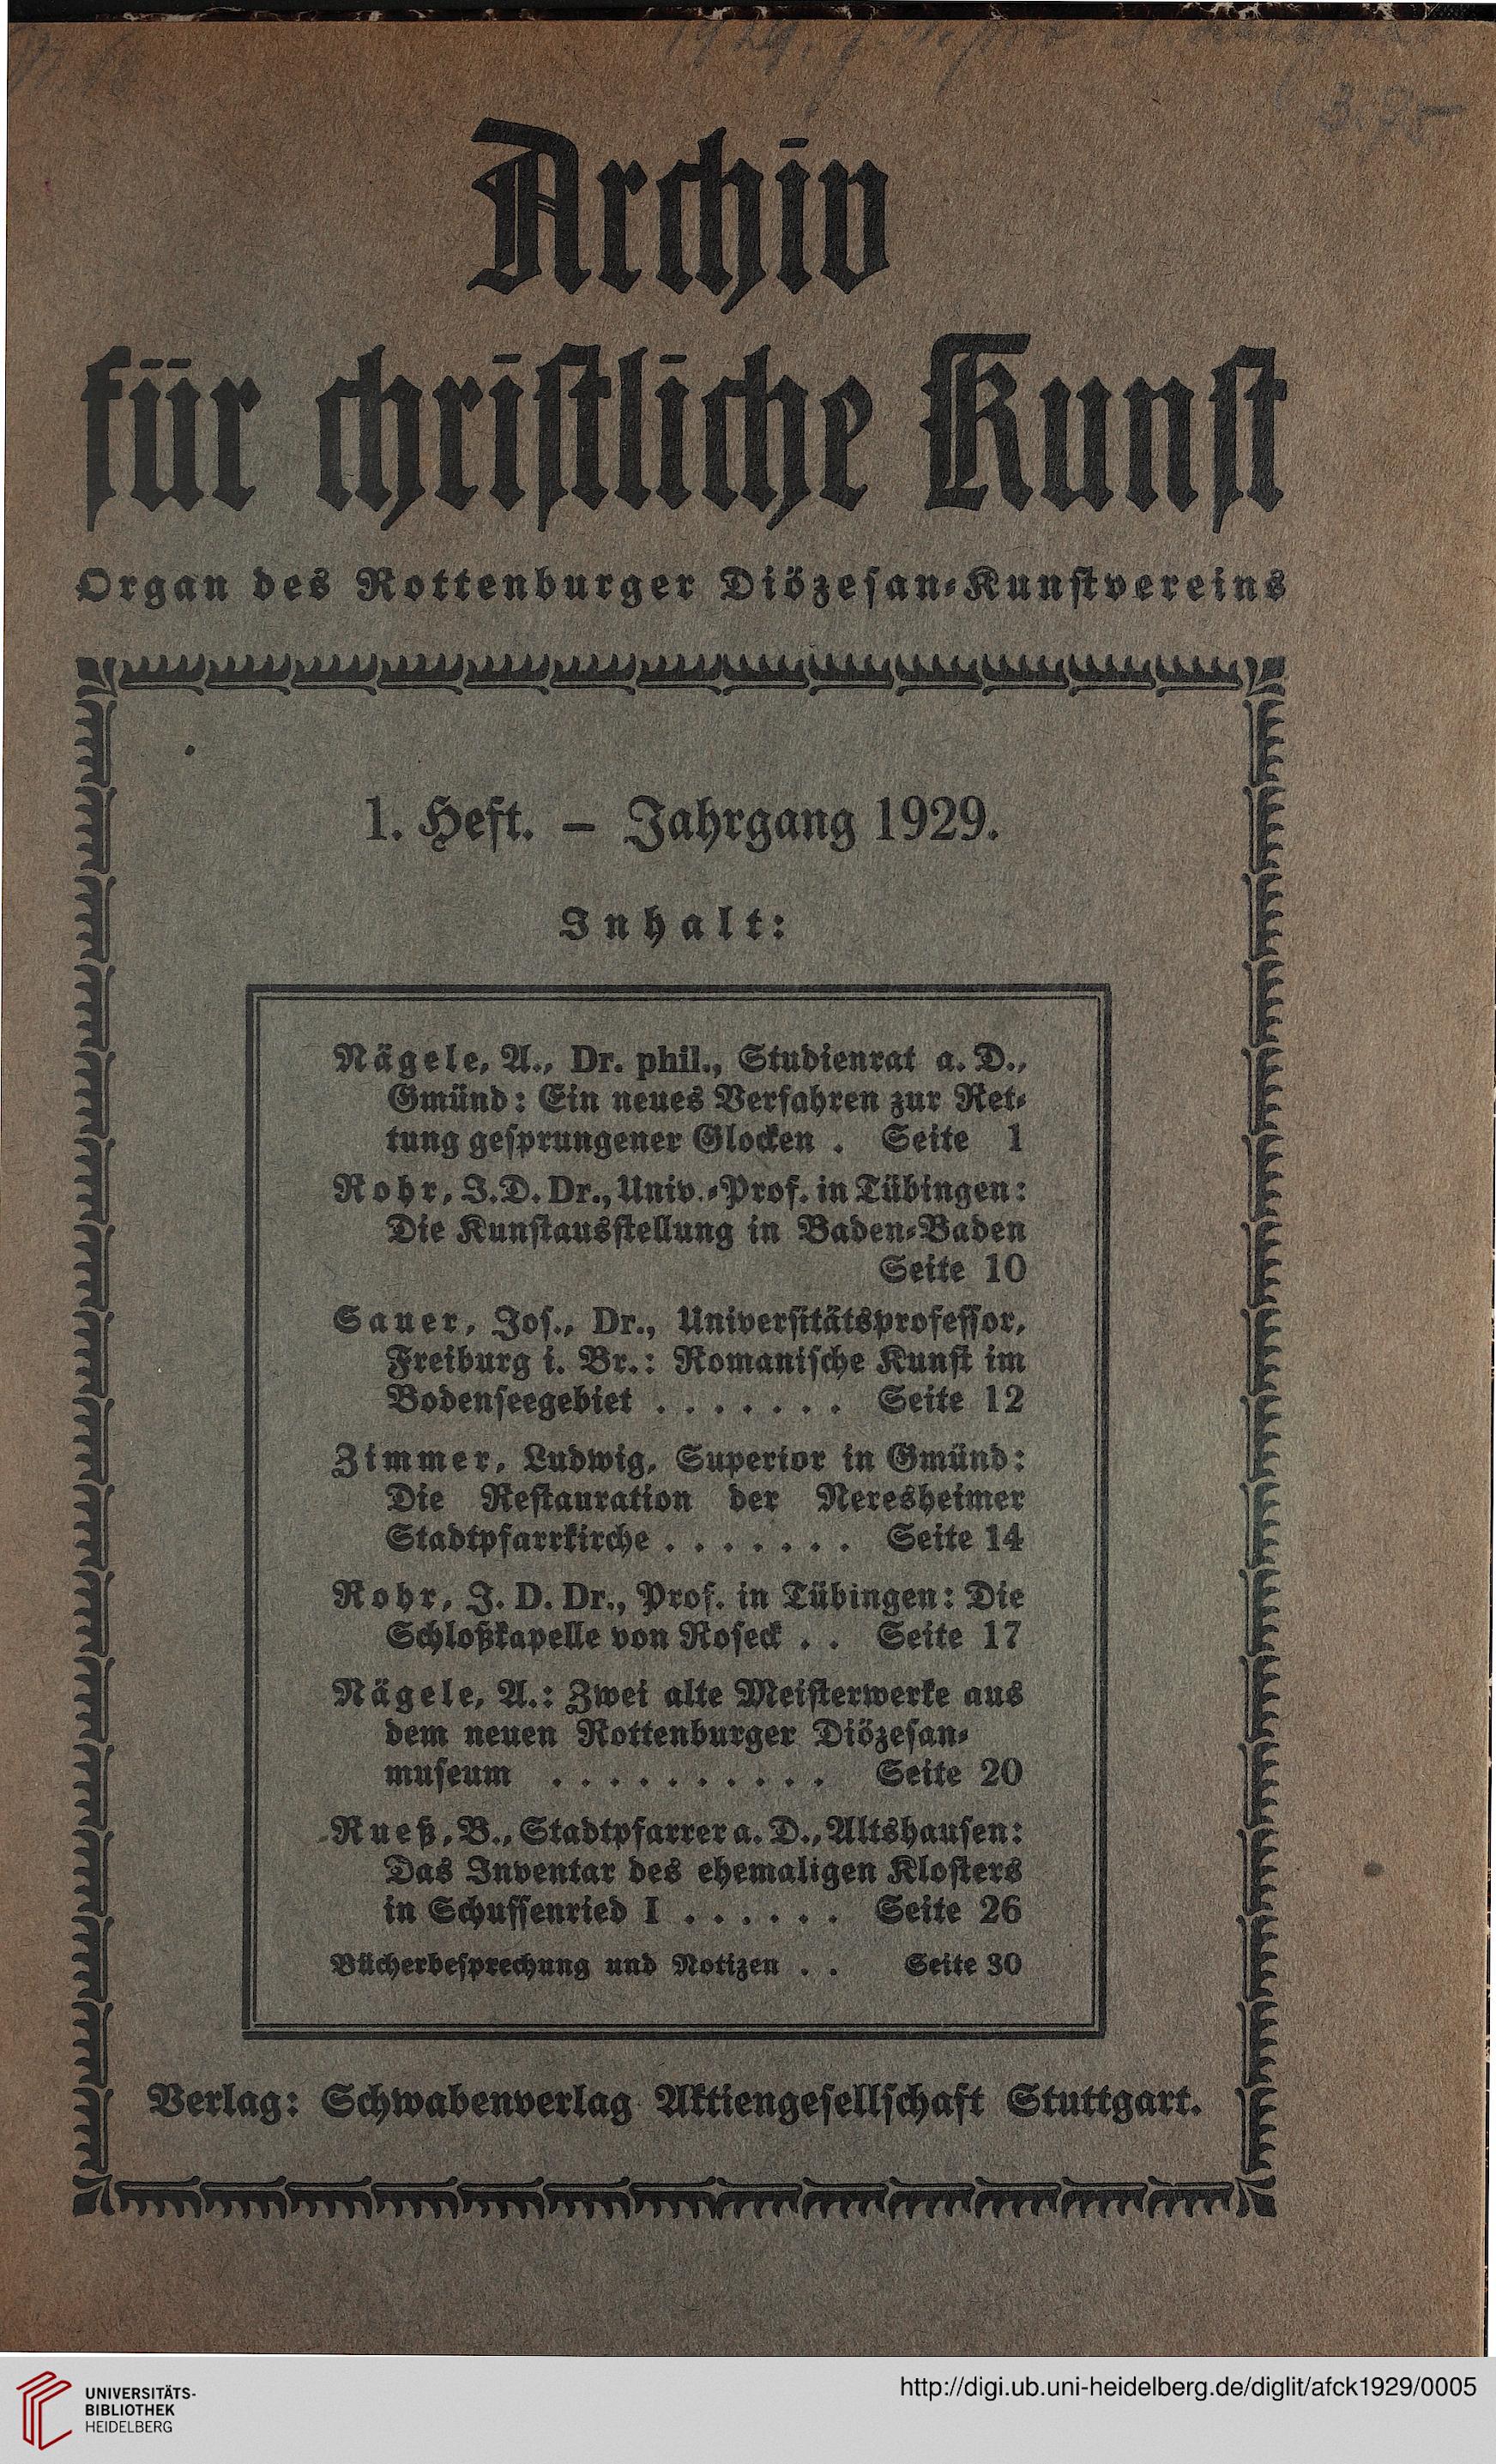 Archiv
für christliche Kunst
Organ des Rottenburger Diözesan-Kunstvereins
1. Heft. – Jahrgang 1929.
Inhalt:
Nägele, A., Dr. phil., Studienrat a. D.,
Gmünd: Ein neues Verfahren zur Ret-
tung gesprungener Glocken . Seite 1
Rohr, J. D. Dr., Univ.-Prof. in Tübingen:
Die Kunstausstellung in Baden-Baden
Seite 10
Sauer, Jos., Dr., Universitätsprofessor,
Freiburg i. Br.: Romanische Kunst im
Bodenseegebiet . . . . . . . Seite 12
Zimmer, Ludwig, Superior in Gmünd:
Die Restauration der Neresheimer
Stadtpfarrkirche . . . . . . . Seite 14
Rohr, J. D. Dr., Prof. in Tübingen: Die
Schloßkapelle von Roseck . . Seite 17
Nägele, A.: Zwei alte Meisterwerke aus
dem neuen Rottenburger Diözesan-
museum . . . . . . . . . . Seite 20
Rueß, B., Stadtpfarrer a. D., Altshausen:
Das Inventar des ehemaligen Klosters
in Schussenried I . . . . . . Seite 26
Bücherbesprechung und Notizen . . Seite 30
Verlag: Schwabenverlag Aktiengesellschaft Stuttgart.
UNIVERSITÄTS-
BIBLIOTHEK
HEIDELBERG
http://digi.ub.uni-heidelberg.de/diglit/afck1929/0005